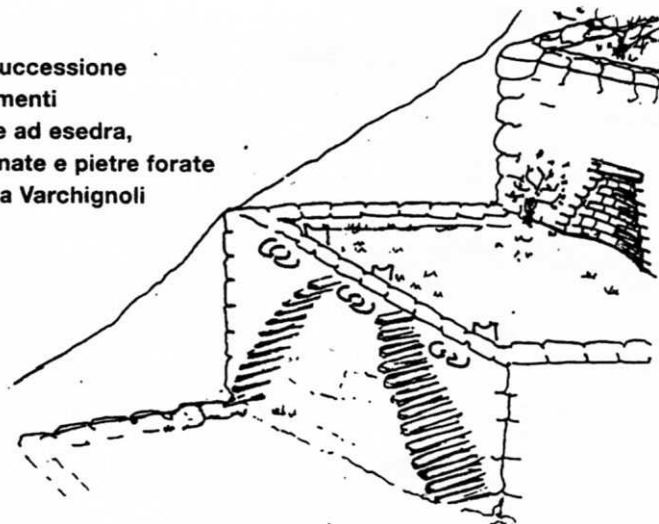 uccessione
menti
e ad esedra,
nate e pietre forate
a Varchignoli